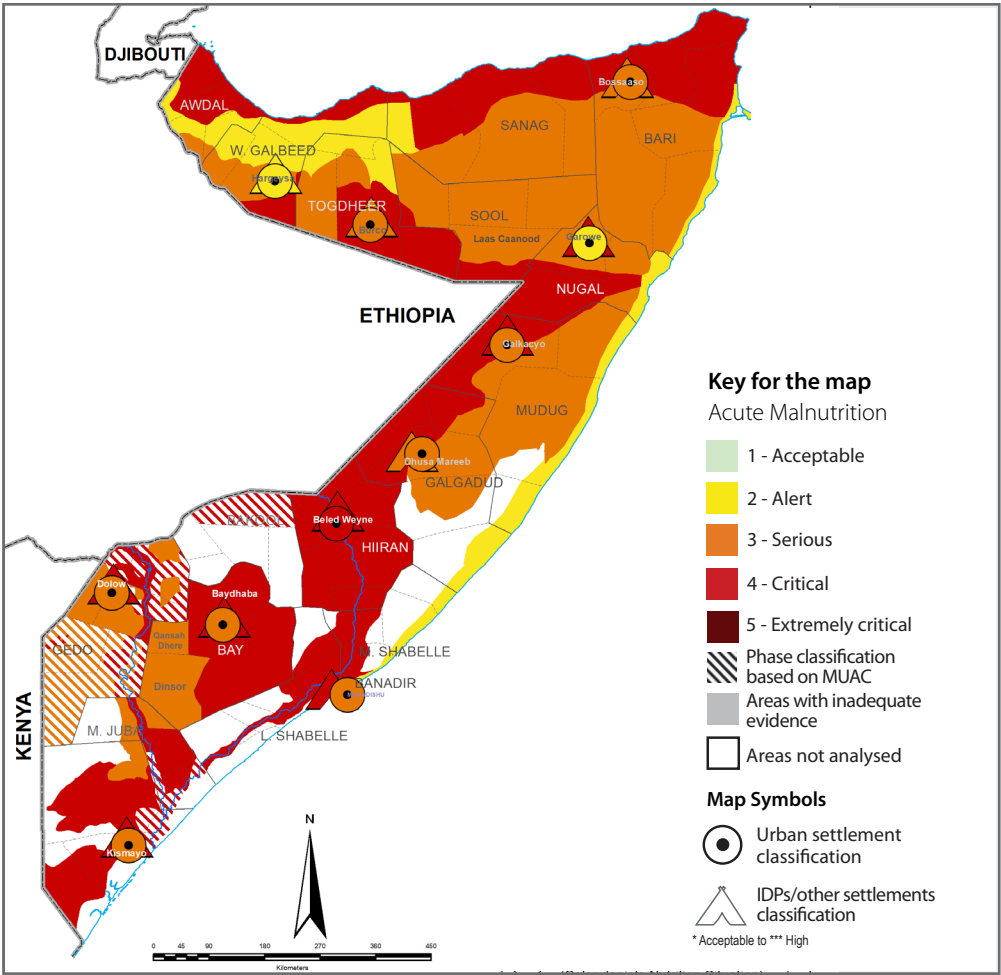 DJIBOUTI
AWDAL
Bossaaso
SANAG
BARI
W. GALBEED
Hargeysa
TOGDHEER
Burco
SOOL
Laas Caanood
Garowe
NUGAL
ETHIOPIA
Galkacyo
MUDUG
Dhusa Mareeb
GALGADUD
BAKOOL
Beled Weyne
HIIRAN
Dolow
Baydhaba
Qansah
Dhere
GEDO
BAY
M. SHABELLE
Dinsor
BANADIR
KENYA
M. JUBA
L. SHABELLE
Kismayo
N
0 45 90 180 270 360 450
Kilometers
Key for the map
Acute Malnutrition
1 - Acceptable
2 - Alert
3 - Serious
4 - Critical
5 - Extremely critical
Phase classification
based on MUAC
Areas with inadequate
evidence
Areas not analysed
Map Symbols
Urban settlement
classification
IDPs/other settlements
classification
* Acceptable to *** High